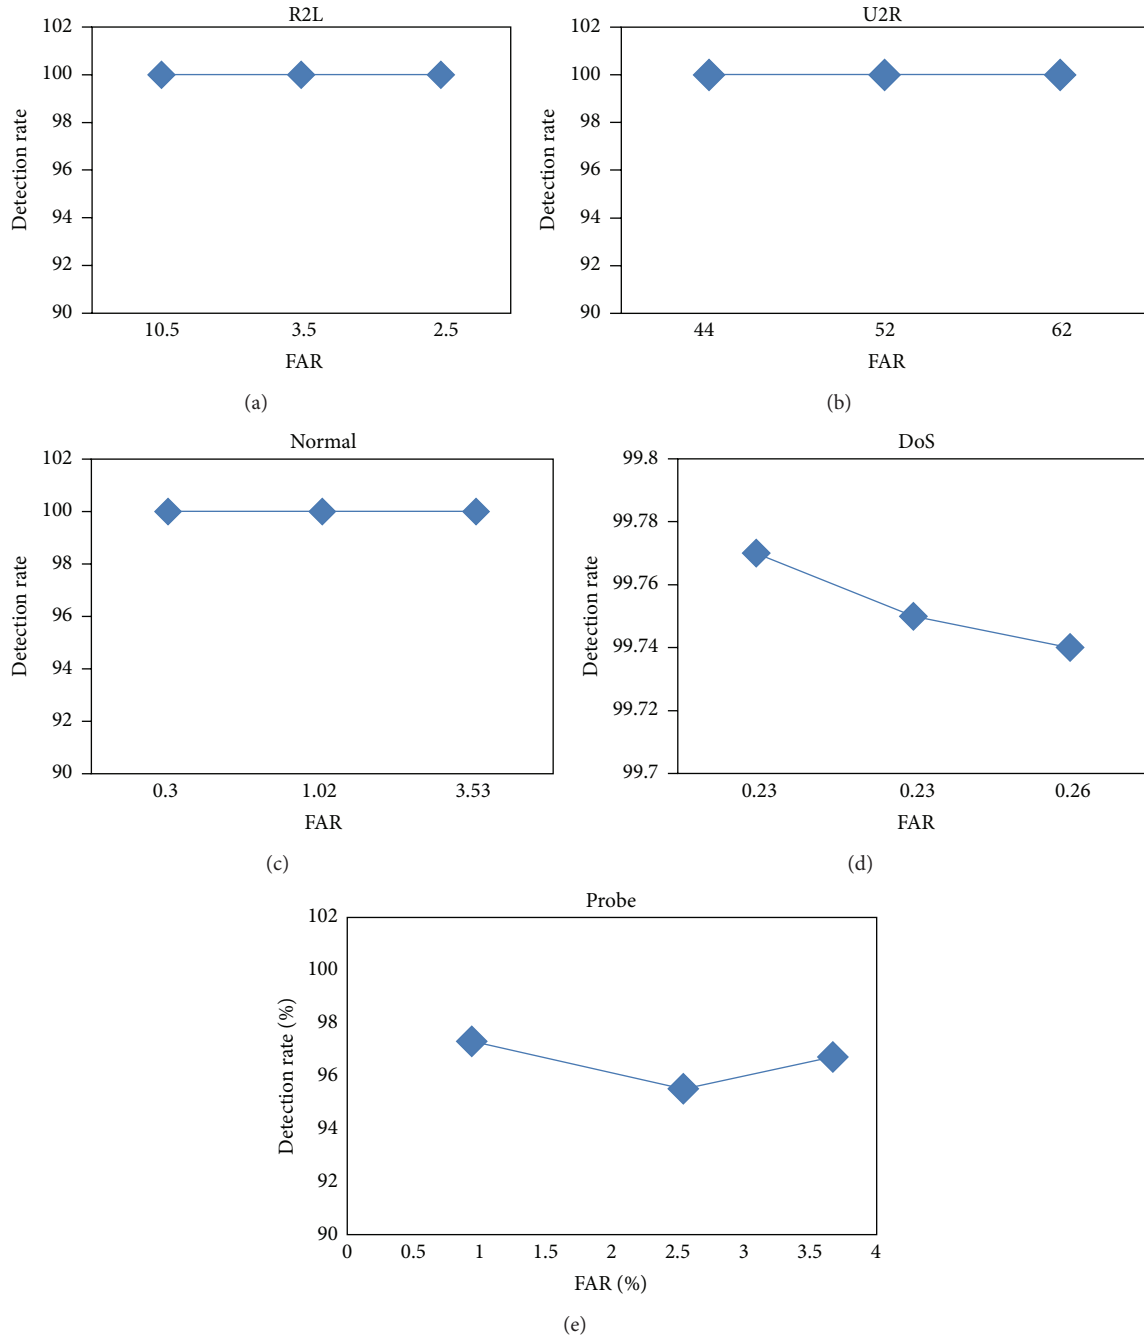 R2L
102
100
98
96
94
92
90
Detection rate
10.5 3.5 2.5
FAR
(a)
U2R
102
100
98
96
94
92
90
Detection rate
44 52 62
FAR
(b)
Normal
102
100
98
96
94
92
90
Detection rate
0.3 1.02 3.53
FAR
(c)
DoS
99.8
99.78
99.76
99.74
99.72
99.7
Detection rate
0.23 0.23 0.26
FAR
(d)
Probe
102
100
98
96
94
92
90
Detection rate (%)
0 0.5 1 1.5 2 2.5 3 3.5 4
FAR (%)
(e)